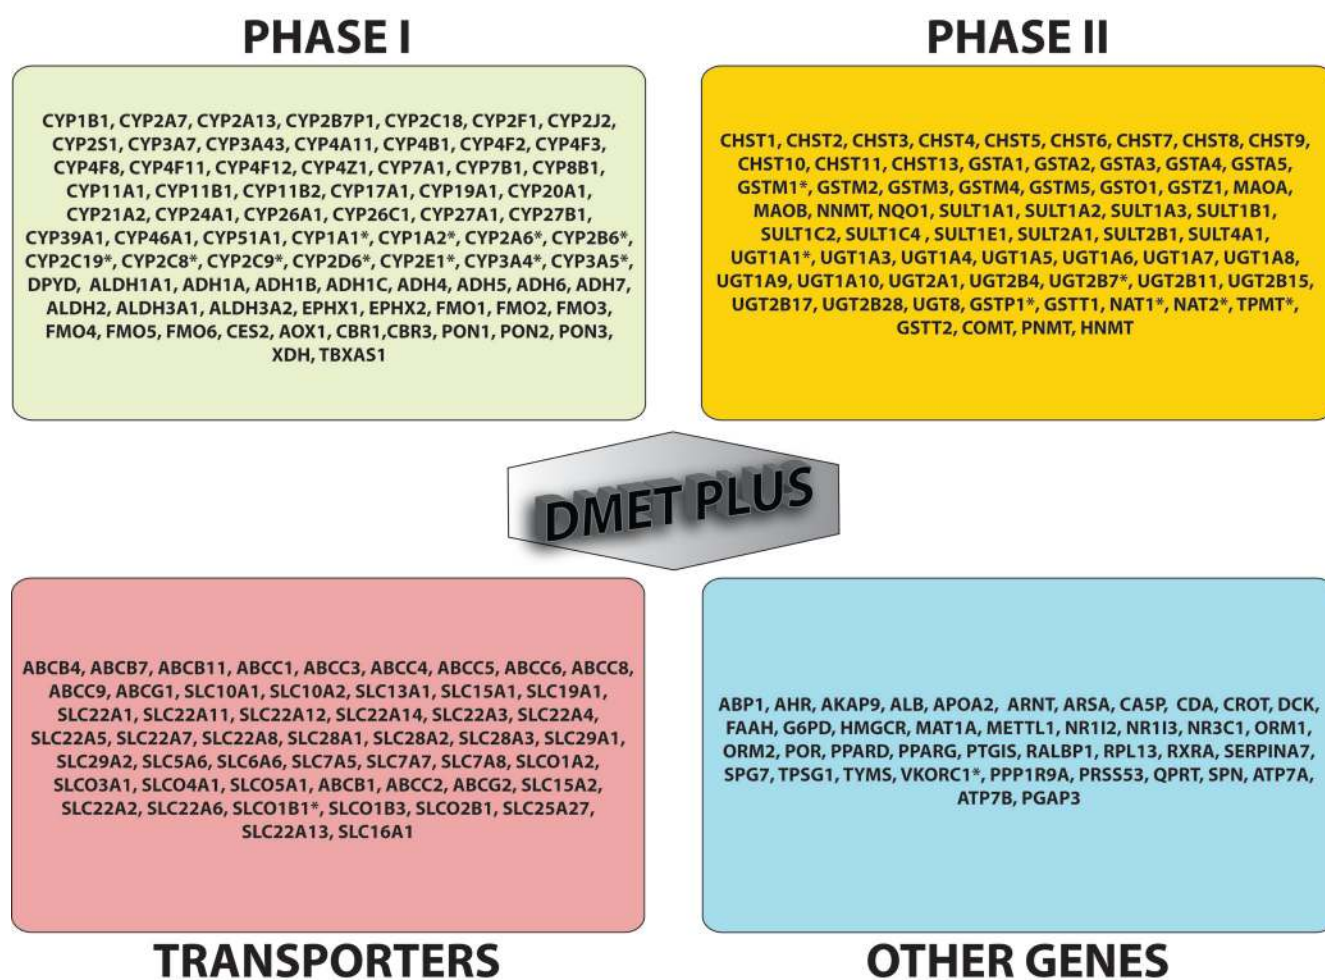 PHASE I
CYP1B1, CYP2A7, CYP2A13, CYP2B7P1, CYP2C18, CYP2F1, CYP2J2,
CYP2S1, CYP3A7, CYP3A43, CYP4A11, CYP4B1, CYP4F2, CYP4F3,
CYP4F8, CYP4F11, CYP4F12, CYP4Z1, CYP7A1, CYP7B1, CYP8B1,
CYP11A1, CYP11B1, CYP11B2, CYP17A1, CYP19A1, CYP20A1,
CYP21A2, CYP24A1, CYP26A1, CYP26C1, CYP27A1, CYP27B1,
CYP39A1, CYP46A1, CYP51A1, CYP1A1*, CYP1A2*, CYP2A6*, CYP2B6*,
CYP2C19*, CYP2C8*, CYP2C9*, CYP2D6*, CYP2E1*, CYP3A4*, CYP3A5*,
DPYD, ALDH1A1, ADH1A, ADH1B, ADH1C, ADH4, ADH5, ADH6, ADH7,
ALDH2, ALDH3A1, ALDH3A2, EPHX1, EPHX2, FMO1, FMO2, FMO3,
FMO4, FMO5, FMO6, CES2, AOX1, CBR1,CBR3, PON1, PON2, PON3,
XDH, TBXAS1
PHASE II
CHST1, CHST2, CHST3, CHST4, CHST5, CHST6, CHST7, CHST8, CHST9,
CHST10, CHST11, CHST13, GSTA1, GSTA2, GSTA3, GSTA4, GSTA5,
GSTM1*, GSTM2, GSTM3, GSTM4, GSTM5, GSTO1, GSTZ1, MAOA,
MAOB, NNMT, NQO1, SULT1A1, SULT1A2, SULT1A3, SULT1B1,
SULT1C2, SULT1C4 , SULT1E1, SULT2A1, SULT2B1, SULT4A1,
UGT1A1*, UGT1A3, UGT1A4, UGT1A5, UGT1A6, UGT1A7, UGT1A8,
UGT1A9, UGT1A10, UGT2A1, UGT2B4, UGT2B7*, UGT2B11, UGT2B15,
UGT2B17, UGT2B28, UGT8, GSTP1*, GSTT1, NAT1*, NAT2*, TPMT*,
GSTT2, COMT, PNMT, HNMT
DMET PLUS
ABCB4, ABCB7, ABCB11, ABCC1, ABCC3, ABCC4, ABCC5, ABCC6, ABCC8,
ABCC9, ABCG1, SLC10A1, SLC10A2, SLC13A1, SLC15A1, SLC19A1,
SLC22A1, SLC22A11, SLC22A12, SLC22A14, SLC22A3, SLC22A4,
SLC22A5, SLC22A7, SLC22A8, SLC28A1, SLC28A2, SLC28A3, SLC29A1,
SLC29A2, SLC5A6, SLC6A6, SLC7A5, SLC7A7, SLC7A8, SLCO1A2,
SLCO3A1, SLCO4A1, SLCO5A1, ABCB1, ABCC2, ABCG2, SLC15A2,
SLC22A2, SLC22A6, SLCO1B1*, SLCO1B3, SLCO2B1, SLC25A27,
SLC22A13, SLC16A1
TRANSPORTERS
ABP1, AHR, AKAP9, ALB, APOA2, ARNT, ARSA, CA5P, CDA, CROT, DCK,
FAAH, G6PD, HMGCR, MAT1A, METTL1, NR1I2, NR1I3, NR3C1, ORM1,
ORM2, POR, PPARD, PPARG, PTGIS, RALBP1, RPL13, RXRA, SERPINA7,
SPG7, TPSG1, TYMS, VKORC1*, PPP1R9A, PRSS53, QPRT, SPN, ATP7A,
ATP7B, PGAP3
OTHER GENES